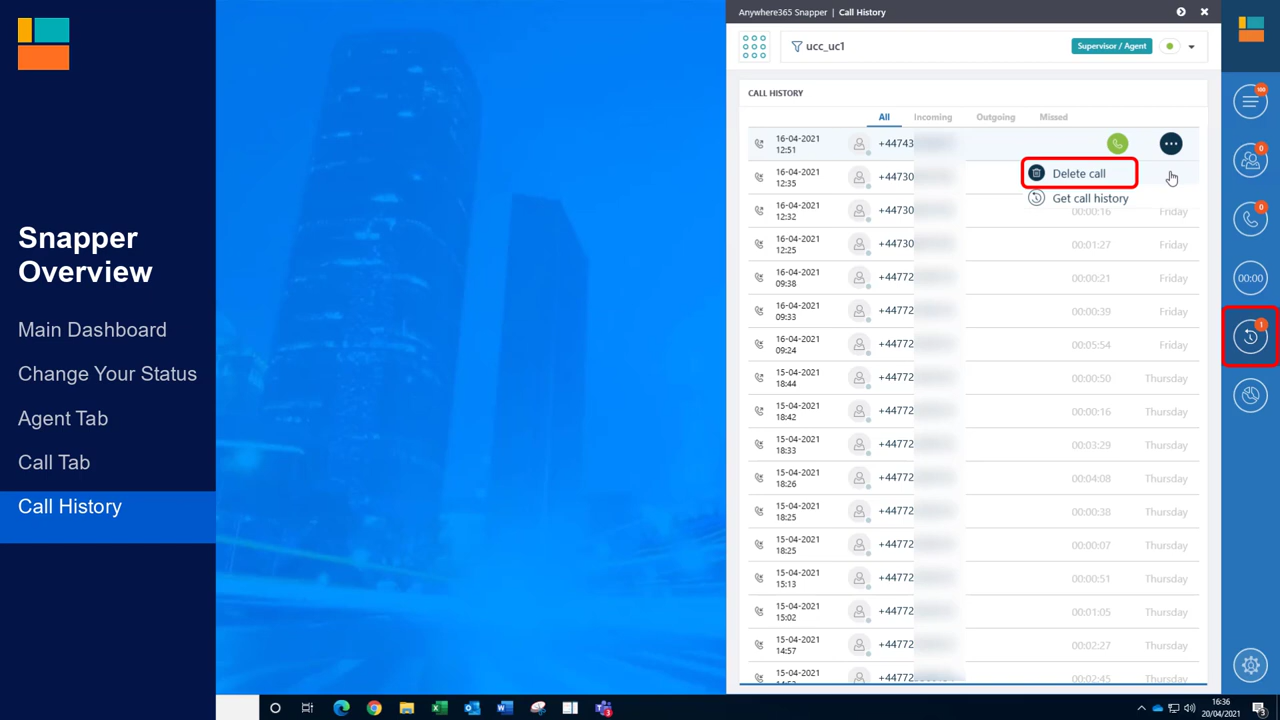 Anywhere365 Snapper | Call History
ucc_uc1
Supervisor / Agent
CALL HISTORY
All Incoming Outgoing Missed
16-04-2021 12:51 +44743
Delete call
Get call history
16-04-2021 12:35 +44730
16-04-2021 12:32 +44730 00:00:16 Friday
16-04-2021 12:25 +44730 00:01:27 Friday
16-04-2021 09:38 +44772 00:00:21 Friday
16-04-2021 09:33 +44772 00:00:39 Friday
16-04-2021 09:24 +44772 00:05:54 Friday
15-04-2021 18:44 +44772 00:00:50 Thursday
15-04-2021 18:42 +44772 00:00:16 Thursday
15-04-2021 18:33 +44772 00:03:29 Thursday
15-04-2021 18:26 +44772 00:04:08 Thursday
15-04-2021 18:25 +44772 00:00:38 Thursday
15-04-2021 18:25 +44772 00:00:07 Thursday
15-04-2021 15:13 +44772 00:00:51 Thursday
15-04-2021 15:02 +44772 00:01:05 Thursday
15-04-2021 14:57 +44772 00:02:27 Thursday
15-04-2021 +44772 00:02:45 Thursday
Snapper
Overview
Main Dashboard
Change Your Status
Agent Tab
Call Tab
Call History
100
0
0
00:00
1
16:36
20/04/2021
3
3